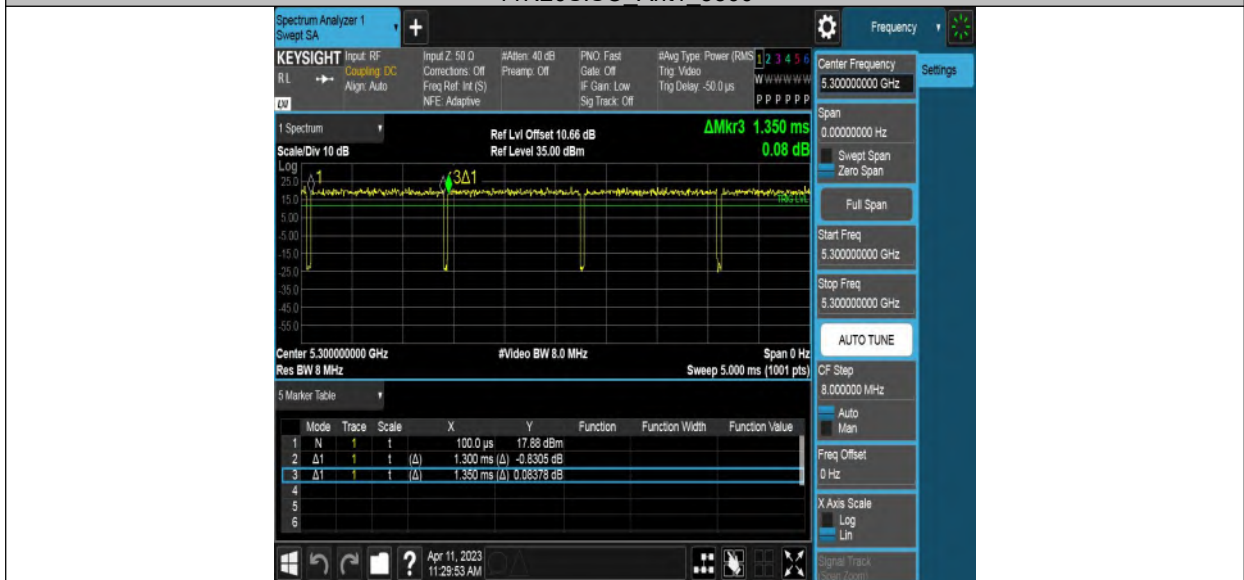 Spectrum Analyzer 1
Swept SA
+
Frequency
KEYSIGHT
RL
LXI
Input: RF
Coupling: DC
Align: Auto
Input Z: 50 Ω
Corrections: Off
Freq Ref: Int (S)
NFE: Adaptive
#Atten: 40 dB
Preamp: Off
PNO: Fast
Gate: Off
IF Gain: Low
Sig Track: Off
#Avg Type: Power (RMS
Trig: Video
Trig Delay: -50.0 µs
1 2 3 4 5 6
W W W W W W
P P P P P P
1 Spectrum
Scale/Div 10 dB
Ref Lvl Offset 10.66 dB
Ref Level 35.00 dBm
ΔMkr3 1.350 ms
0.08 dB
Log
25.0
15.0
5.00
-5.00
-15.0
-25.0
-35.0
-45.0
-55.0
1
3Δ1
TRIG LVL
Center 5.300000000 GHz
Res BW 8 MHz
#Video BW 8.0 MHz
Span 0 Hz
Sweep 5.000 ms (1001 pts)
5 Marker Table
Mode Trace Scale X Y Function Function Width Function Value
1 N 1 t 100.0 µs 17.88 dBm
2 Δ1 1 t (Δ) 1.300 ms (Δ) -0.8305 dB
3 Δ1 1 t (Δ) 1.350 ms (Δ) 0.08378 dB
4
5
6
?
Apr 11, 2023
11:29:53 AM
Settings
Center Frequency
5.300000000 GHz
Span
0.00000000 Hz
Swept Span
Zero Span
Full Span
Start Freq
5.300000000 GHz
Stop Freq
5.300000000 GHz
AUTO TUNE
CF Step
8.000000 MHz
Auto
Man
Freq Offset
0 Hz
X Axis Scale
Log
Lin
Signal Track
(Span Zoom)